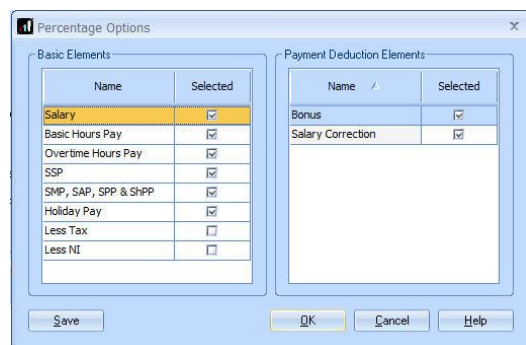 Percentage Options
Basic Elements
Name Selected
Salary
Basic Hours Pay
Overtime Hours Pay
SSP
SMP, SAP, SPP & ShPP
Holiday Pay
Less Tax
Less NI
Payment Deduction Elements
Name Selected
Bonus
Salary Correction
Save
OK
Cancel
Help